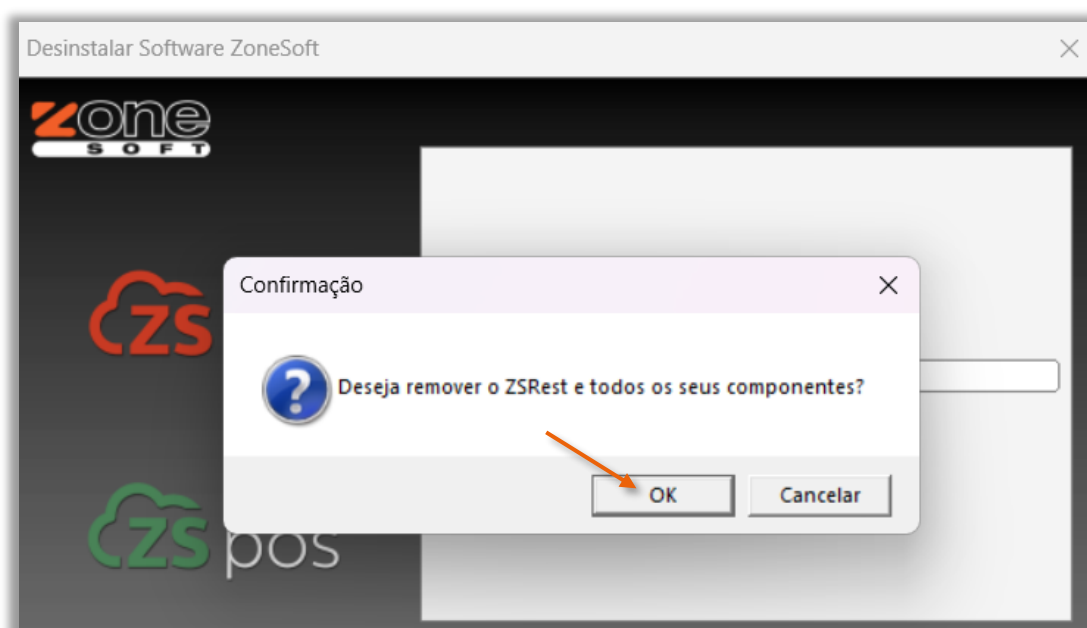 Desinstalar Software ZoneSoft
zone
SOFT
Confirmação
zs
Deseja remover o ZSRest e todos os seus componentes?
OK
Cancelar
zs pos